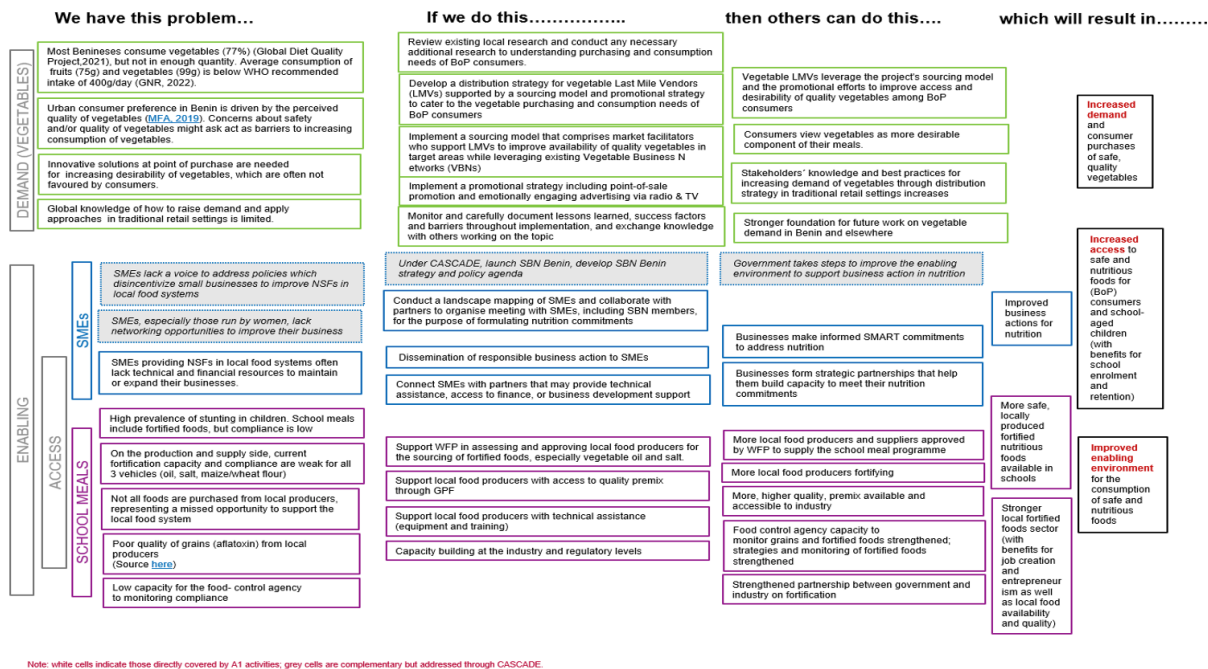 We have this problem…
If we do this……………..
then others can do this….
which will result in………
DEMAND (VEGETABLES)
Most Benineses consume vegetables (77%) (Global Diet Quality
Project,2021), but not in enough quantity. Average consumption of
fruits (75g) and vegetables (99g) is below WHO recommended
intake of 400g/day (GNR, 2022).
Urban consumer preference in Benin is driven by the perceived
quality of vegetables (MFA, 2019). Concerns about safety
and/or quality of vegetables might ask act as barriers to increasing
consumption of vegetables.
Innovative solutions at point of purchase are needed
for increasing desirability of vegetables, which are often not
favoured by consumers.
Global knowledge of how to raise demand and apply
approaches in traditional retail settings is limited.
Review existing local research and conduct any necessary
additional research to understanding purchasing and consumption
needs of BoP consumers.
Develop a distribution strategy for vegetable Last Mile Vendors
(LMVs) supported by a sourcing model and promotional strategy
to cater to the vegetable purchasing and consumption needs of
BoP consumers
Implement a sourcing model that comprises market facilitators
who support LMVs to improve availability of quality vegetables in
target areas while leveraging existing Vegetable Business N
etworks (VBNs)
Implement a promotional strategy including point-of-sale
promotion and emotionally engaging advertising via radio & TV
Monitor and carefully document lessons learned, success factors
and barriers throughout implementation, and exchange knowledge
with others working on the topic
Vegetable LMVs leverage the project's sourcing model
and the promotional efforts to improve access and
desirability of quality vegetables among BoP
consumers
Consumers view vegetables as more desirable
component of their meals.
Stakeholders´ knowledge and best practices for
increasing demand of vegetables through distribution
strategy in traditional retail settings increases
Stronger foundation for future work on vegetable
demand in Benin and elsewhere
Increased
demand
and
consumer
purchases
of safe,
quality
vegetables
ENABLING
ACCESS
SMEs
SMEs lack a voice to address policies which
disincentivize small businesses to improve NSFs in
local food systems
SMEs, especially those run by women, lack
networking opportunities to improve their business
SMEs providing NSFs in local food systems often
lack technical and financial resources to maintain
or expand their businesses.
Under CASCADE, launch SBN Benin, develop SBN Benin
strategy and policy agenda
Conduct a landscape mapping of SMEs and collaborate with
partners to organise meeting with SMEs, including SBN members,
for the purpose of formulating nutrition commitments
Dissemination of responsible business action to SMEs
Connect SMEs with partners that may provide technical
assistance, access to finance, or business development support
Government takes steps to improve the enabling
environment to support business action in nutrition
Businesses make informed SMART commitments
to address nutrition
Businesses form strategic partnerships that help
them build capacity to meet their nutrition
commitments
Improved
business
actions for
nutrition
Increased
access to
safe and
nutritious
foods for
(BoP)
consumers
and school-
aged
children
(with
benefits for
school
enrolment
and
retention)
SCHOOL MEALS
High prevalence of stunting in children. School meals
include fortified foods, but compliance is low
On the production and supply side, current
fortification capacity and compliance are weak for all
3 vehicles (oil, salt, maize/wheat flour)
Not all foods are purchased from local producers,
representing a missed opportunity to support the
local food system
Poor quality of grains (aflatoxin) from local
producers
(Source here)
Low capacity for the food- control agency
to monitoring compliance
Support WFP in assessing and approving local food producers for
the sourcing of fortified foods, especially vegetable oil and salt.
Support local producers with access to quality premix
through GPF
Support local producers with technical assistance
(equipment and training)
Capacity building at the industry and regulatory levels
More local food producers and suppliers approved
by WFP to supply the school meal programme
More local food producers fortifying
More, higher quality, premix available and
accessible to industry
Food control agency capacity to
monitor grains and fortified foods strengthened;
strategies and monitoring of fortified foods
strengthened
Strengthened partnership between government and
industry on fortification
More safe,
locally
produced
fortified
nutritious
foods
available in
schools
Stronger
local fortified
foods sector
(with
benefits for
job creation
and
entrepreneur
ism as well
as local food
availability
and quality)
Improved
enabling
environment
for the
consumption
of safe and
nutritious
foods
Note: white cells indicate those directly covered by A1 activities; grey cells are complementary but addressed through CASCADE.